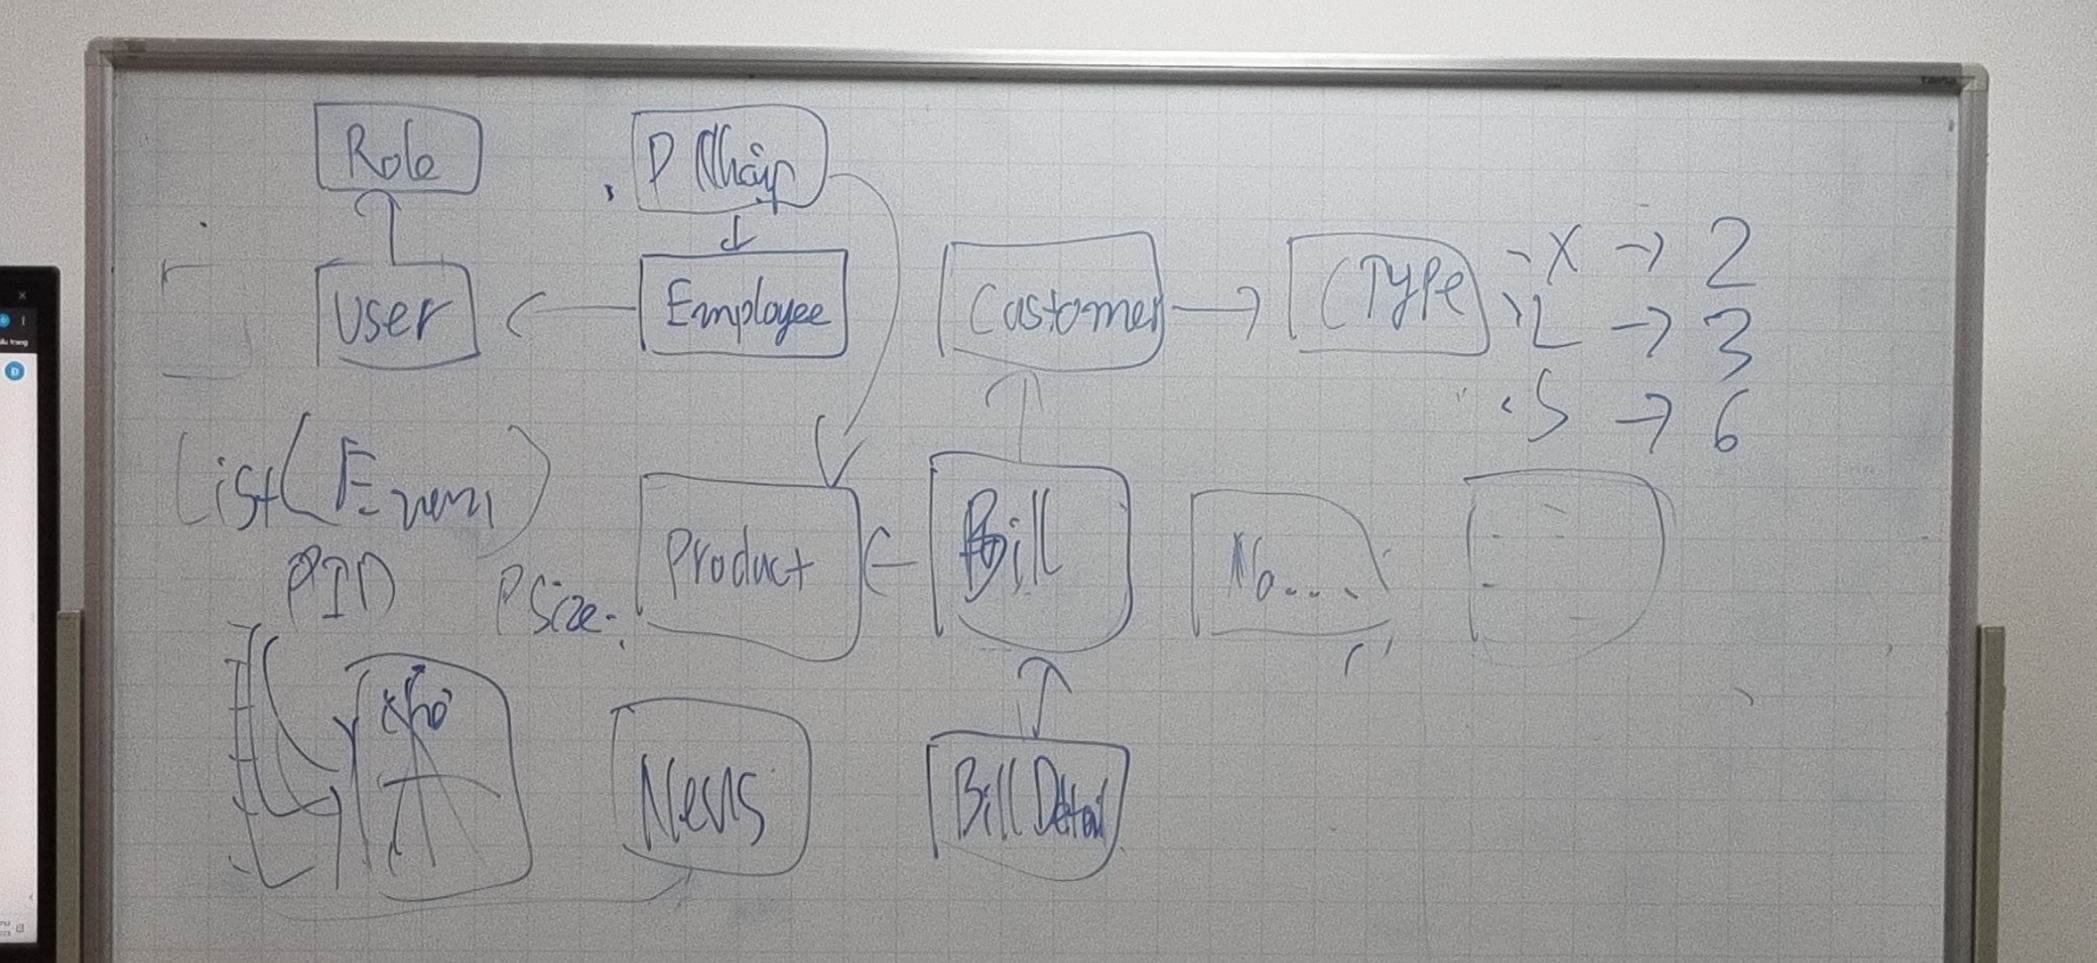 Role
P Nhập
User
Employee
Customer
CType
- X → 2
L → 3
S → 6
List(Enum)
PID
PSize
Product
Bill
No...
Kho
News
Bill Detail